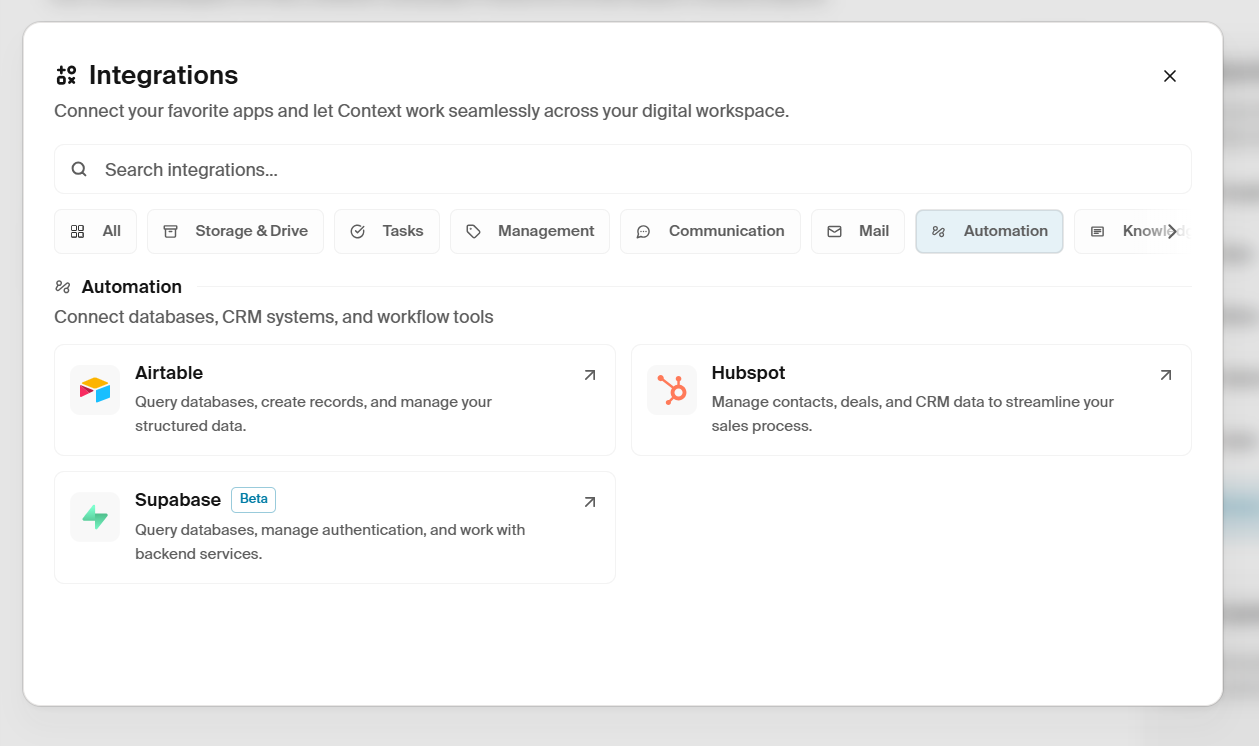 Integrations
Connect your favorite apps and let Context work seamlessly across your digital workspace.
Search integrations...
All
Storage & Drive
Tasks
Management
Communication
Mail
Automation
Automation
Connect databases, CRM systems, and workflow tools
Airtable
Query databases, create records, and manage your
structured data.
Hubspot
Manage contacts, deals, and CRM data to streamline your
sales process.
Supabase Beta
Query databases, manage authentication, and work with
backend services.